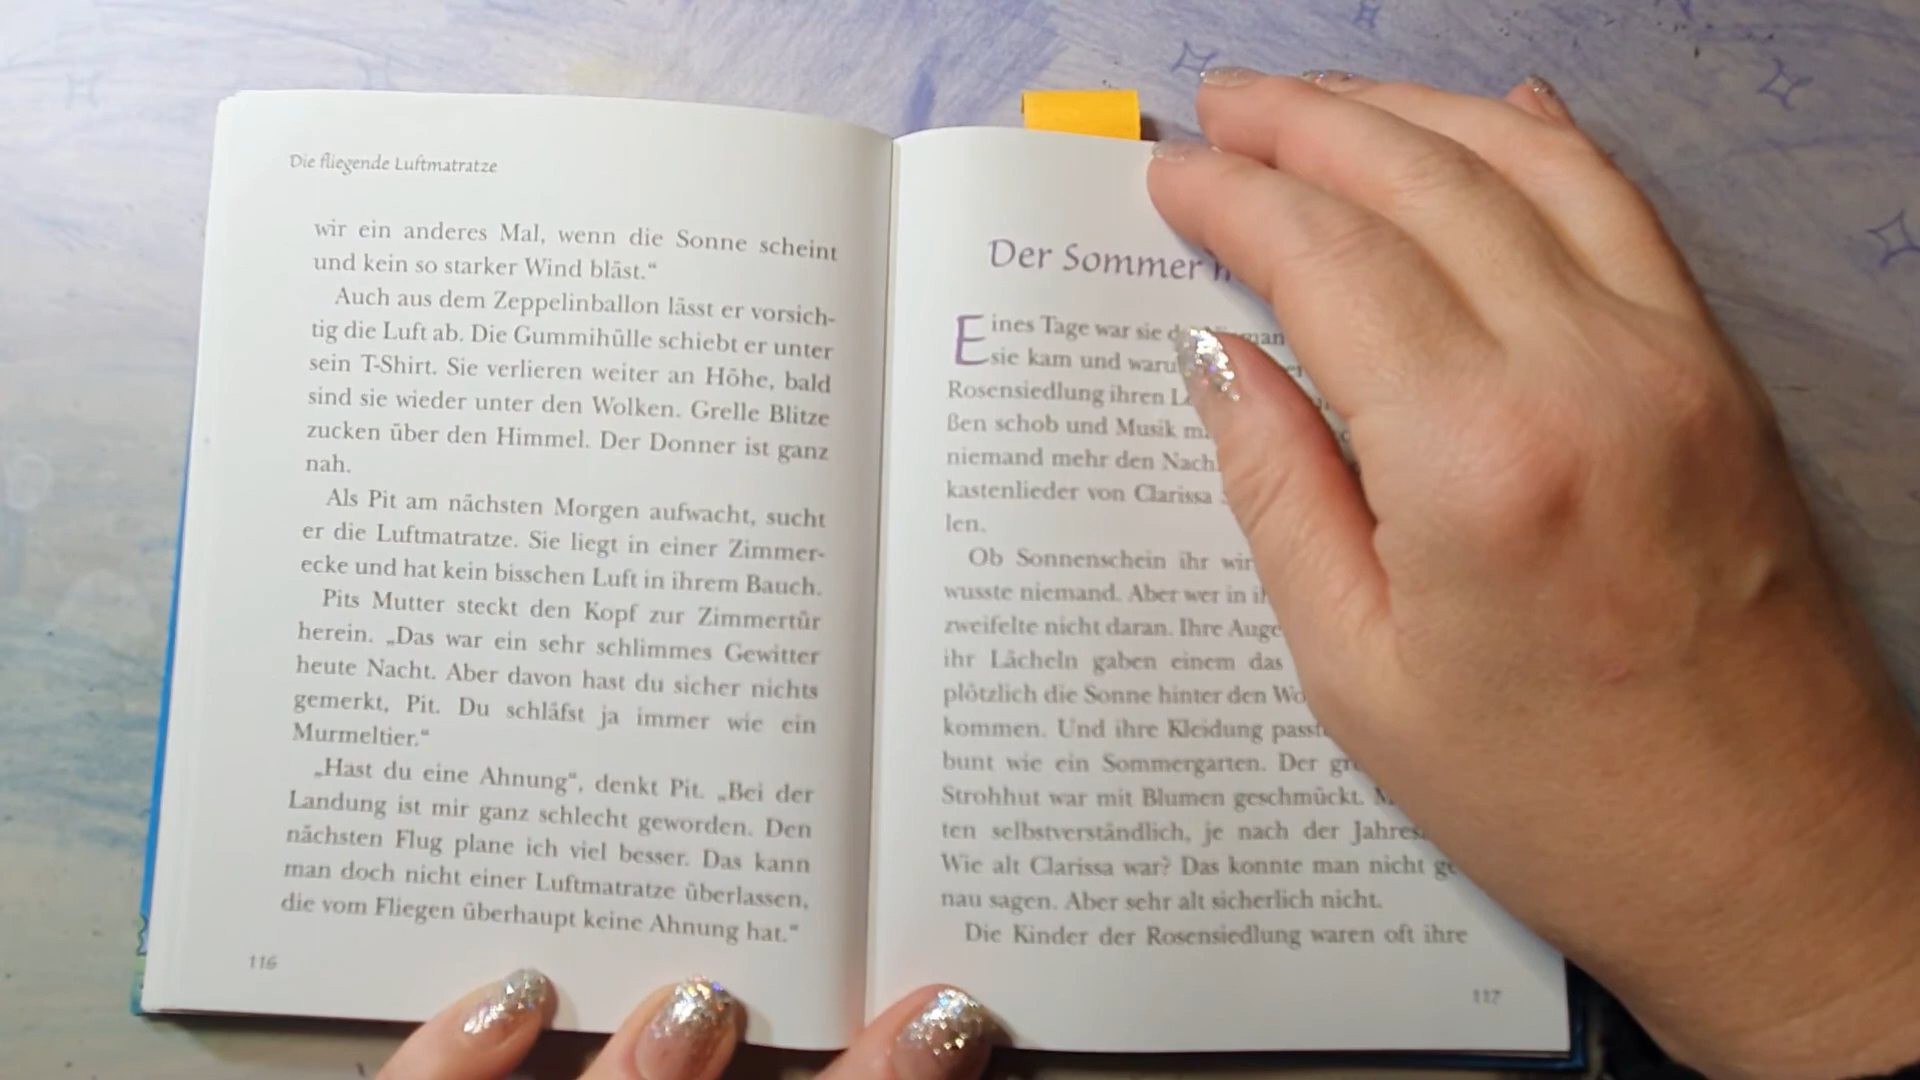 Die fliegende Luftmatratze
wir ein anderes Mal, wenn die Sonne scheint
und kein so starker Wind bläst.“
Auch aus dem Zeppelinballon lässt er vorsich-
tig die Luft ab. Die Gummihülle schiebt er unter
sein T-Shirt. Sie verlieren weiter an Höhe, bald
sind sie wieder unter den Wolken. Grelle Blitze
zucken über den Himmel. Der Donner ist ganz
nah.
Als Pit am nächsten Morgen aufwacht, sucht
er die Luftmatratze. Sie liegt in einer Zimmer-
ecke und hat kein bisschen Luft in ihrem Bauch.
Pits Mutter steckt den Kopf zur Zimmertür
herein. „Das war ein sehr schlimmes Gewitter
heute Nacht. Aber davon hast du sicher nichts
gemerkt, Pit. Du schläfst ja immer wie ein
Murmeltier.“
„Hast du eine Ahnung“, denkt Pit. „Bei der
Landung ist mir ganz schlecht geworden. Den
nächsten Flug plane ich viel besser. Das kann
man doch nicht einer Luftmatratze überlassen,
die vom Fliegen überhaupt keine Ahnung hat.“
116
Der Sommer
Eines Tage war sie
sie kam und
Rosensiedlung ihren
ßen schob und Musik
niemand mehr den
kastenlieder von Clarissa
len.
Ob Sonnenschein ihr
wusste niemand. Aber wer in
zweifelte nicht daran. Ihre
ihr Lächeln gaben einem das
plötzlich die Sonne hinter den
kommen. Und ihre Kleidung
bunt wie ein Sommergarten. Der
Strohhut war mit Blumen geschmückt.
ten selbstverständlich, je nach der
Wie alt Clarissa war? Das konnte man nicht ge
nau sagen. Aber sehr alt sicherlich nicht.
Die Kinder der Rosensiedlung waren oft ihre
117